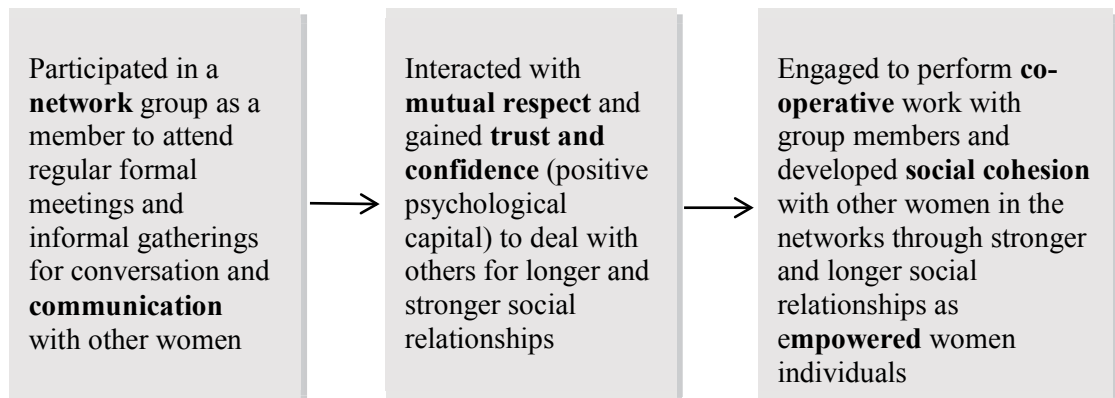 Participated in a
network group as a
member to attend
regular formal
meetings and
informal gatherings
for conversation and
communication
with other women
Interacted with
mutual respect and
gained trust and
confidence (positive
psychological
capital) to deal with
others for longer and
stronger social
relationships
Engaged to perform co-
operative work with
group members and
developed social cohesion
with other women in the
networks through stronger
and longer social
relationships as
empowered women
individuals